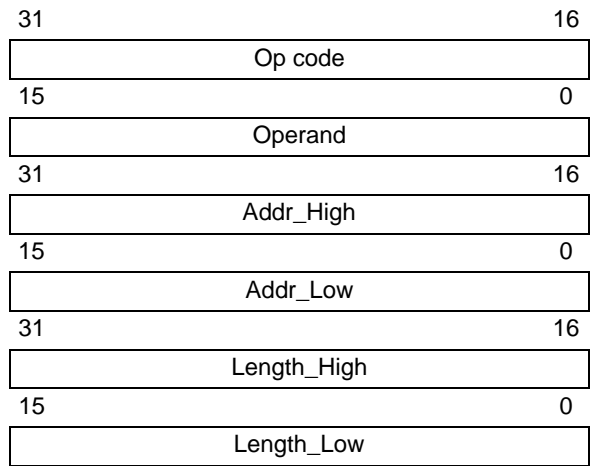 31 16
Op code
15 0
Operand
31 16
Addr_High
15 0
Addr_Low
31 16
Length_High
15 0
Length_Low